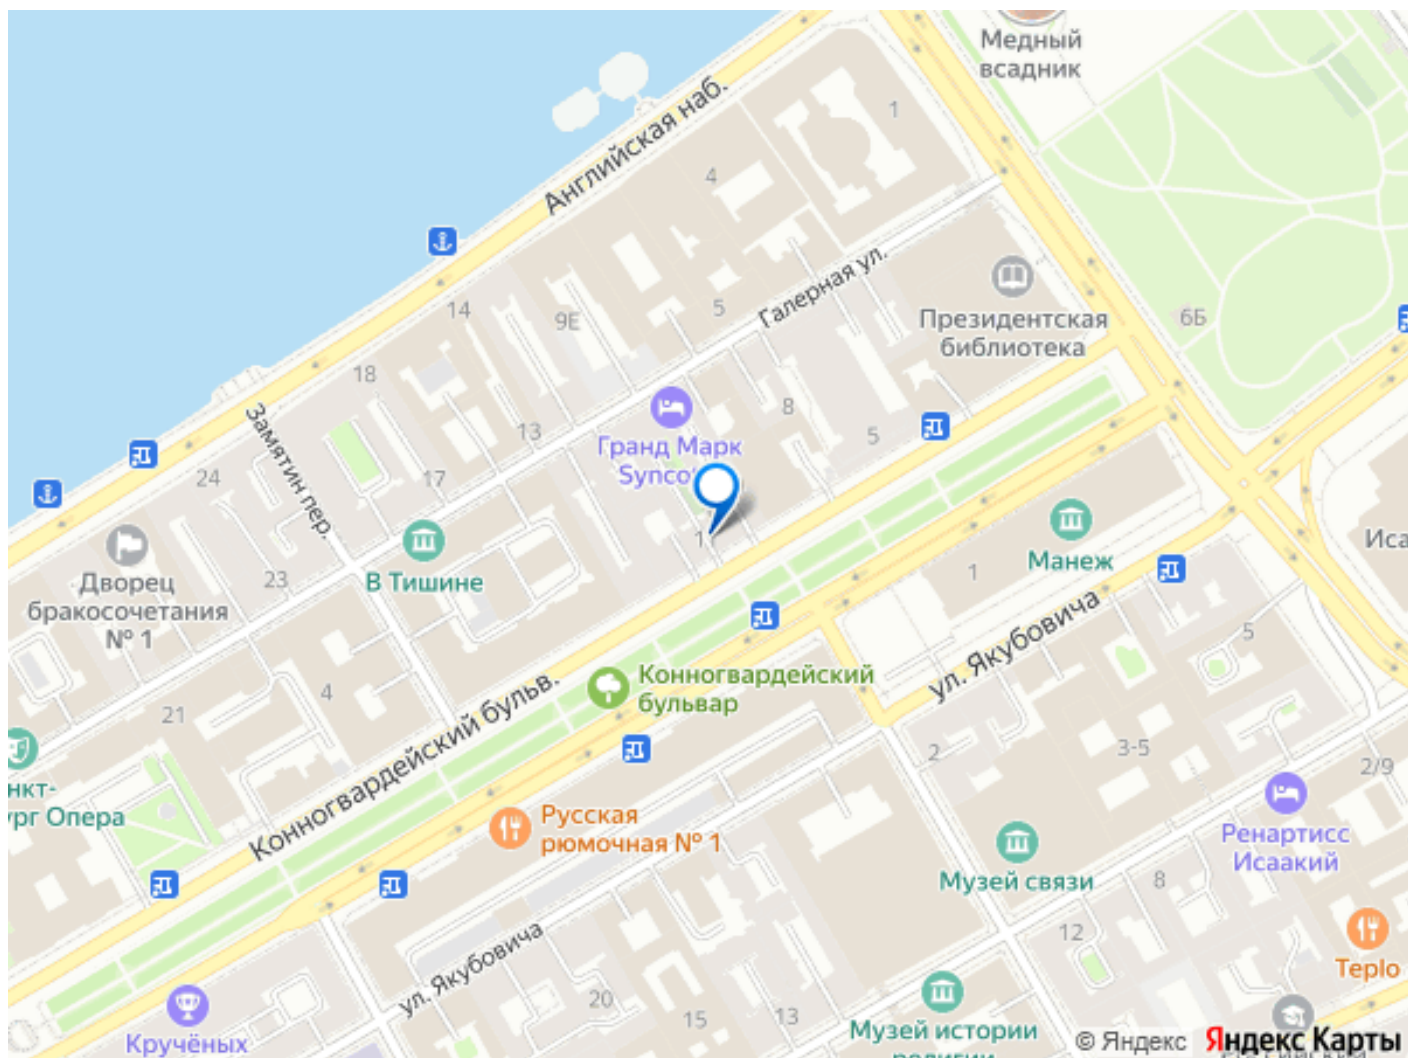 Медный
всадник
1
Английская наб.
4
Галерная ул.
5
Президентская
библиотека
6Б
14
9Е
18
8
Гранд Марк
5
13
Замятин пер.
24
17
Манеж
Дворец
бракосочетания
№ 1
23
В Тишине
1
ул. Якубовича
5
Конногвардейский
бульвар
4
21
Конногвардейский бульв.
2
3-5
2/9
Русская
рюмочная № 1
Ренартисс
Исаакий
Музей связи
8
12
Teplo
ул. Якубовича
20
15
13
Кручёных
Музей истории
религии
© Яндекс Яндекс Карты